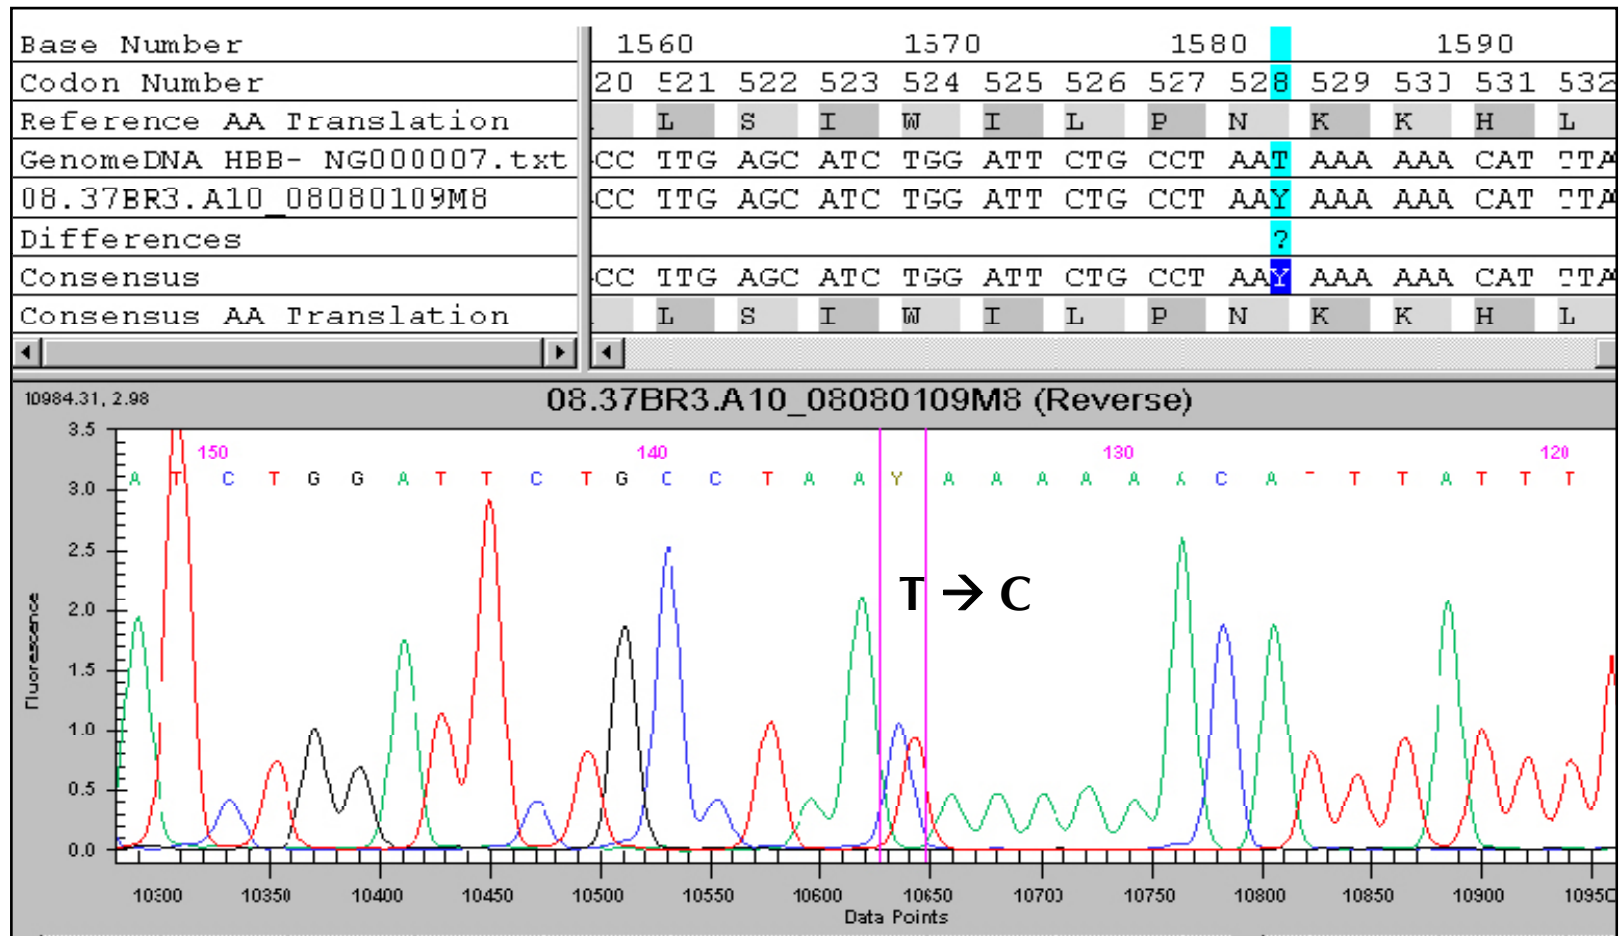 Base Number 1560 1570 1580 1590
Codon Number 20 521 522 523 524 525 526 527 528 529 530 531 532
Reference AA Translation L S I W I L P N K K H L
GenomeDNA HBB- NG000007.txt CC TTG AGC ATC TGG ATT CTG CCT AAT AAA AAA CAT TTA
08.37BR3.A10_08080109M8 CC TTG AGC ATC TGG ATT CTG CCT AAY AAA AAA CAT TTA
Differences ?
Consensus CC TTG AGC ATC TGG ATT CTG CCT AAY AAA AAA CAT TTA
Consensus AA Translation L S I W I L P N K K H L
10984.31, 2.98 08.37BR3.A10_08080109M8 (Reverse)
150 140 130 120
A T C T G G A T T C T G C C T A A Y A A A A A A C A T T T A T T T
T → C
Fluorescence
3.5
3.0
2.5
2.0
1.5
1.0
0.5
0.0
10300 10350 10400 10450 10500 10550 10600 10650 10700 10750 10800 10850 10900 10950
Data Points